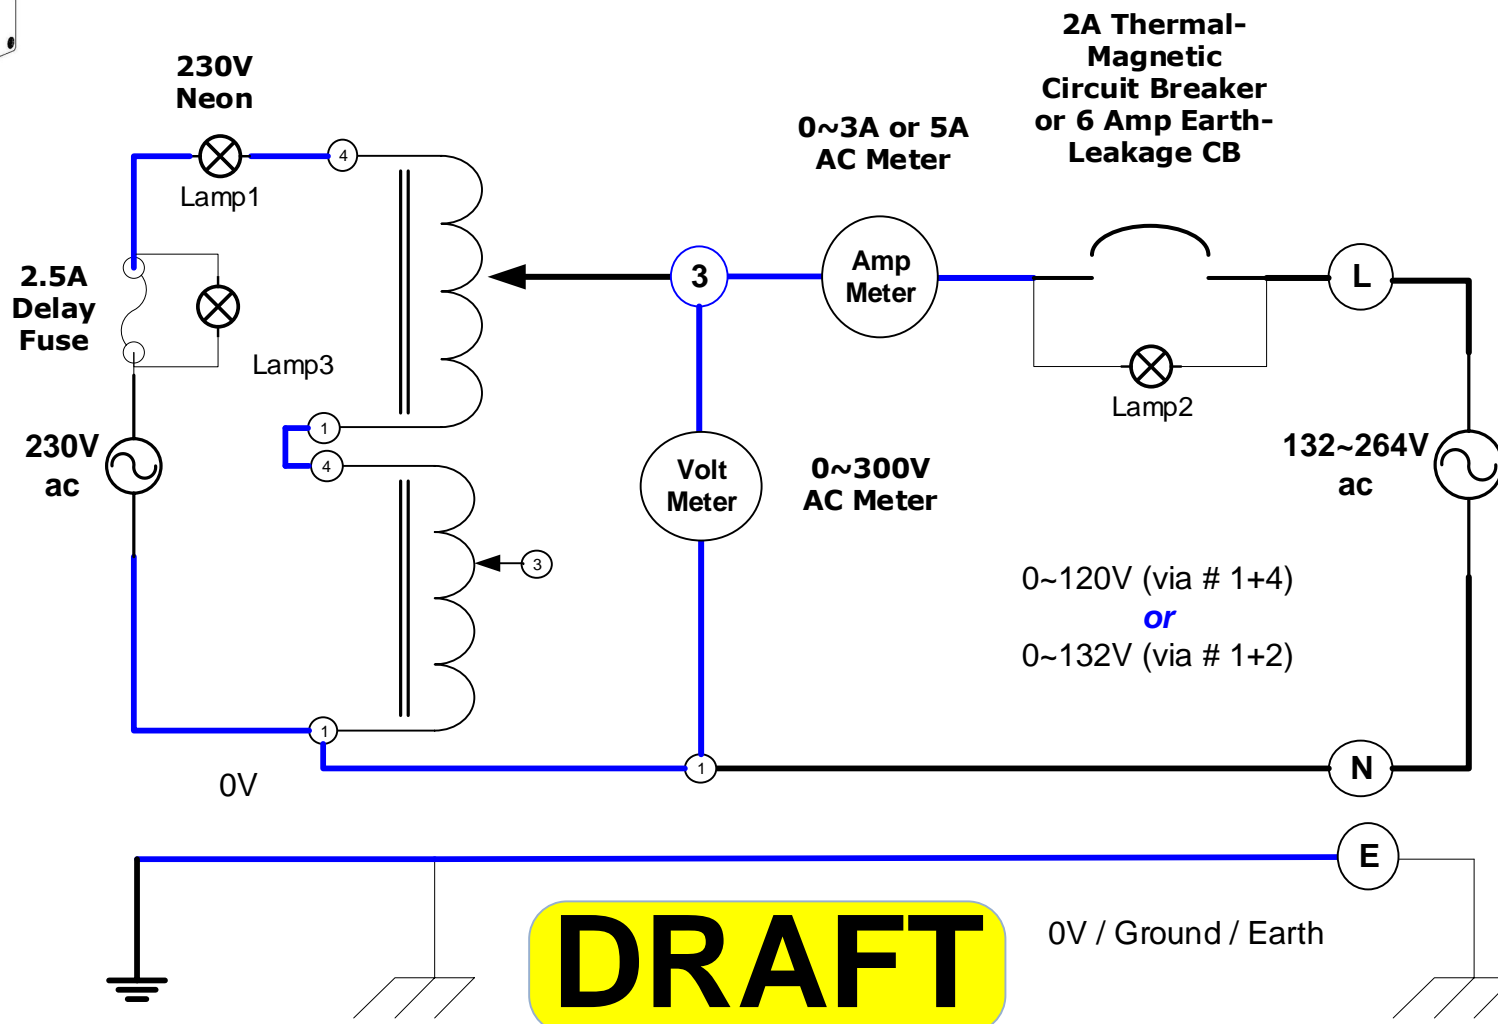 2A Thermal-
Magnetic
Circuit Breaker
or 6 Amp Earth-
Leakage CB
230V
Neon
0~3A or 5A
AC Meter
4
Lamp1
2.5A
Delay
Fuse
3
Amp
Meter
L
Lamp3
Lamp2
1
4
230V
ac
Volt
Meter
0~300V
AC Meter
132~264V
ac
3
0~120V (via # 1+4)
or
0~132V (via # 1+2)
1
0V
1
N
E
DRAFT
0V / Ground / Earth